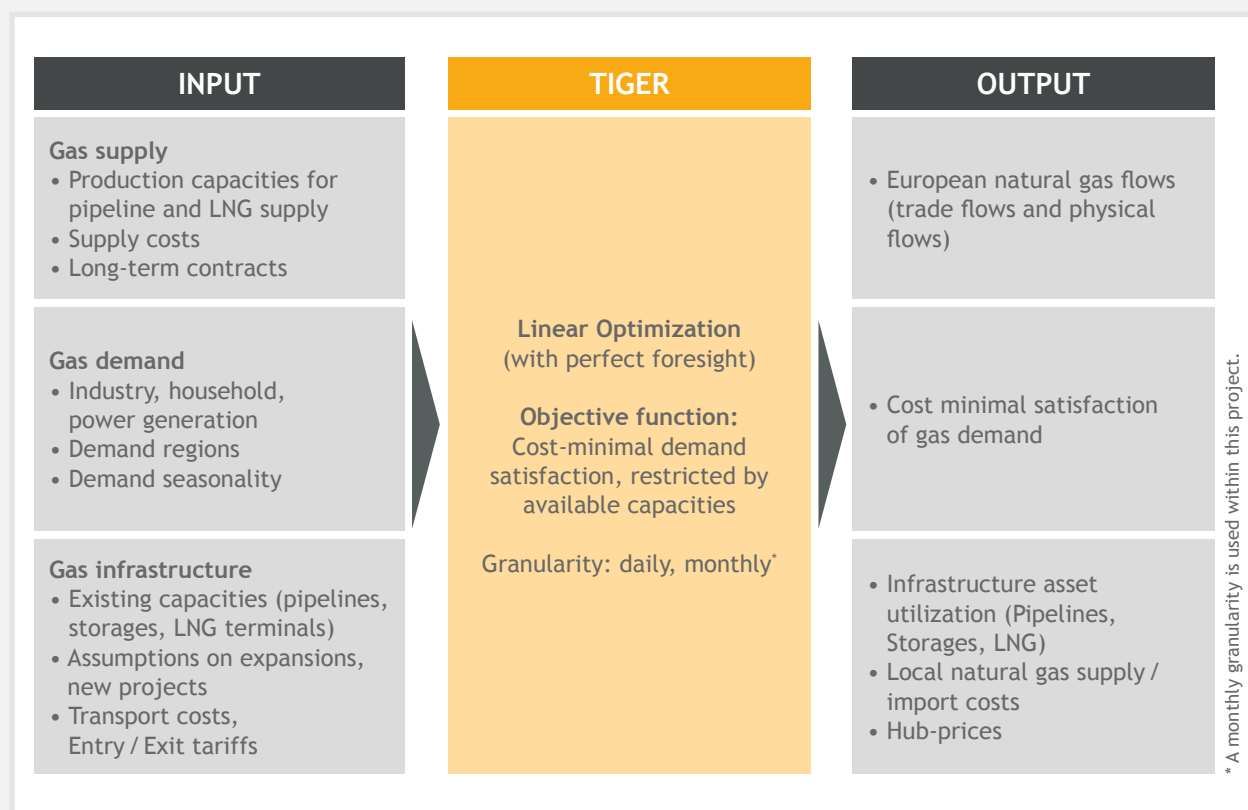 INPUT
Gas supply
• Production capacities for
pipeline and LNG supply
• Supply costs
• Long-term contracts
Gas demand
• Industry, household,
power generation
• Demand regions
• Demand seasonality
Gas infrastructure
• Existing capacities (pipelines,
storages, LNG terminals)
• Assumptions on expansions,
new projects
• Transport costs,
Entry / Exit tariffs
TIGER
Linear Optimization
(with perfect foresight)
Objective function:
Cost-minimal demand
satisfaction, restricted by
available capacities
Granularity: daily, monthly*
OUTPUT
• European natural gas flows
(trade flows and physical
flows)
• Cost minimal satisfaction
of gas demand
• Infrastructure asset
utilization (Pipelines,
Storages, LNG)
• Local natural gas supply /
import costs
• Hub-prices
* A monthly granularity is used within this project.